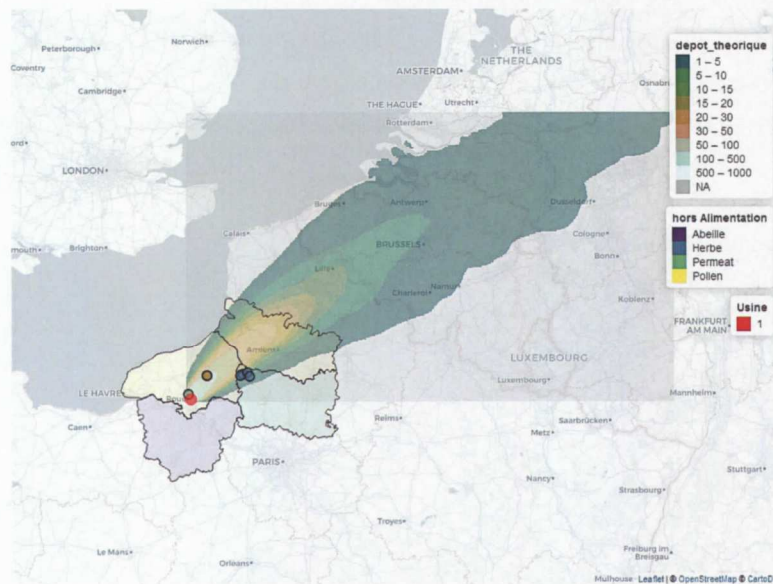 Peterborough
Norwich
Coventry
Cambridge
AMSTERDAM
THE NETHERLANDS
Osnabr
THE HAGUE
Utrecht
Rotterdam
LONDON
Bruges
Antwerp
Dusseldorf
mouth
Brighton
Calais
BRUSSELS
Cologne
Lille
Bonn
Charleroi
Namur
Koblenz
Amiens
FRANKFURT AM MAIN
LUXEMBOURG
LE HAVRE
Rouen
Luxembourg
Mannheim
Caen
Reims
Saarbrücken
PARIS
Metz
Nancy
Stuttgart
Strasbourg
Troyes
Le Mans
Orléans
Freiburg im Breisgau
Mulhouse
depot_theorique
1 – 5
5 – 10
10 – 15
15 – 20
20 – 30
30 – 50
50 – 100
100 – 500
500 – 1000
NA
hors Alimentation
Abeille
Herbe
Permeat
Pollen
Usine
1
Leaflet | © OpenStreetMap © CartoD